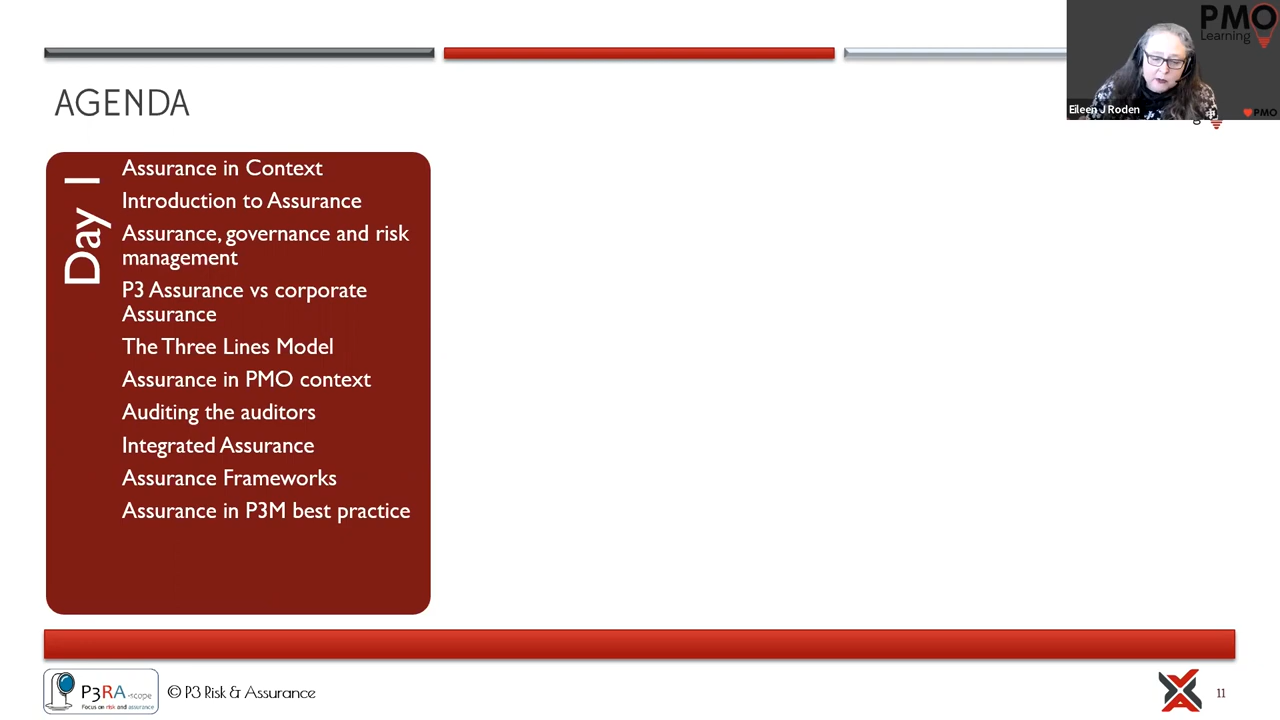 PMO
Learning
Eileen J Roden
PMO
AGENDA
Day 1
Assurance in Context
Introduction to Assurance
Assurance, governance and risk
management
P3 Assurance vs corporate
Assurance
The Three Lines Model
Assurance in PMO context
Auditing the auditors
Integrated Assurance
Assurance Frameworks
Assurance in P3M best practice
P3RA -scope
Focus on risk and assurance
© P3 Risk & Assurance
11